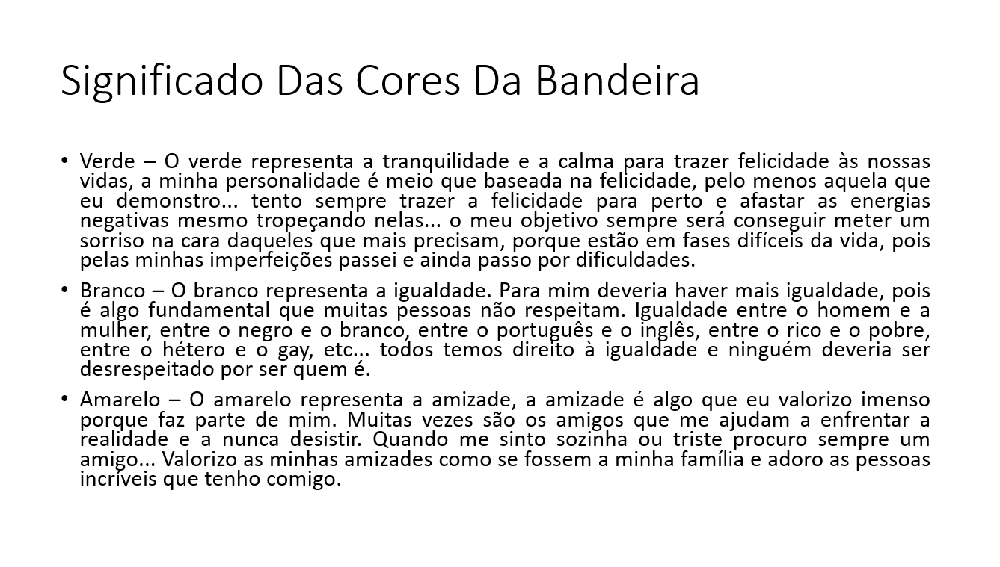 Significado Das Cores Da Bandeira
• Verde – O verde representa a tranquilidade e a calma para trazer felicidade às nossas
vidas, a minha personalidade é meio que baseada na felicidade, pelo menos aquela que
eu demonstro... tento sempre trazer a felicidade para perto e afastar as energias
negativas mesmo tropeçando nelas... o meu objetivo sempre será conseguir meter um
sorriso na cara daqueles que mais precisam, porque estão em fases difíceis da vida, pois
pelas minhas imperfeições passei e ainda passo por dificuldades.
• Branco – O branco representa a igualdade. Para mim deveria haver mais igualdade, pois
é algo fundamental que muitas pessoas não respeitam. Igualdade entre o homem e a
mulher, entre o negro e o branco, entre o português e o inglês, entre o rico e o pobre,
entre o hétero e o gay, etc... todos temos direito à igualdade e ninguém deveria ser
desrespeitado por ser quem é.
• Amarelo – O amarelo representa a amizade, a amizade é algo que eu valorizo imenso
porque faz parte de mim. Muitas vezes são os amigos que me ajudam a enfrentar a
realidade e a nunca desistir. Quando me sinto sozinha ou triste procuro sempre um
amigo... Valorizo as minhas amizades como se fossem a minha família e adoro as pessoas
incríveis que tenho comigo.